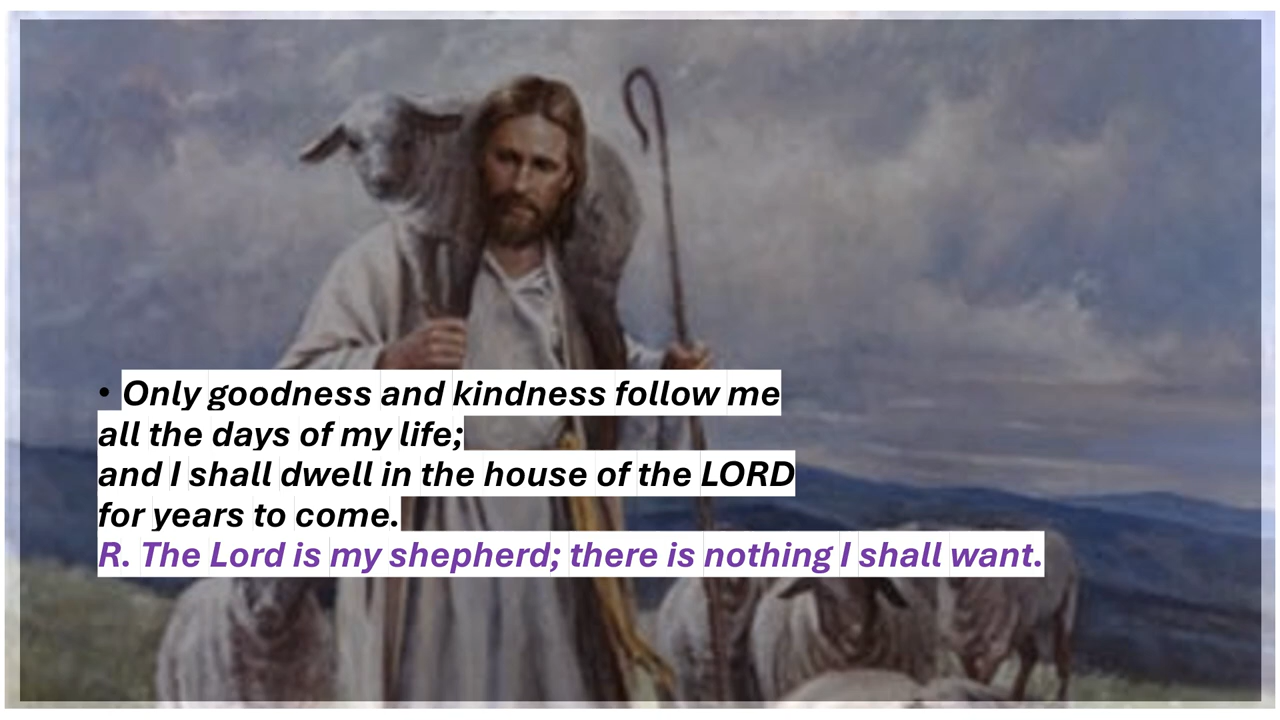 • Only goodness and kindness follow me
all the days of my life;
and I shall dwell in the house of the LORD
for years to come.
R. The Lord is my shepherd; there is nothing I shall want.